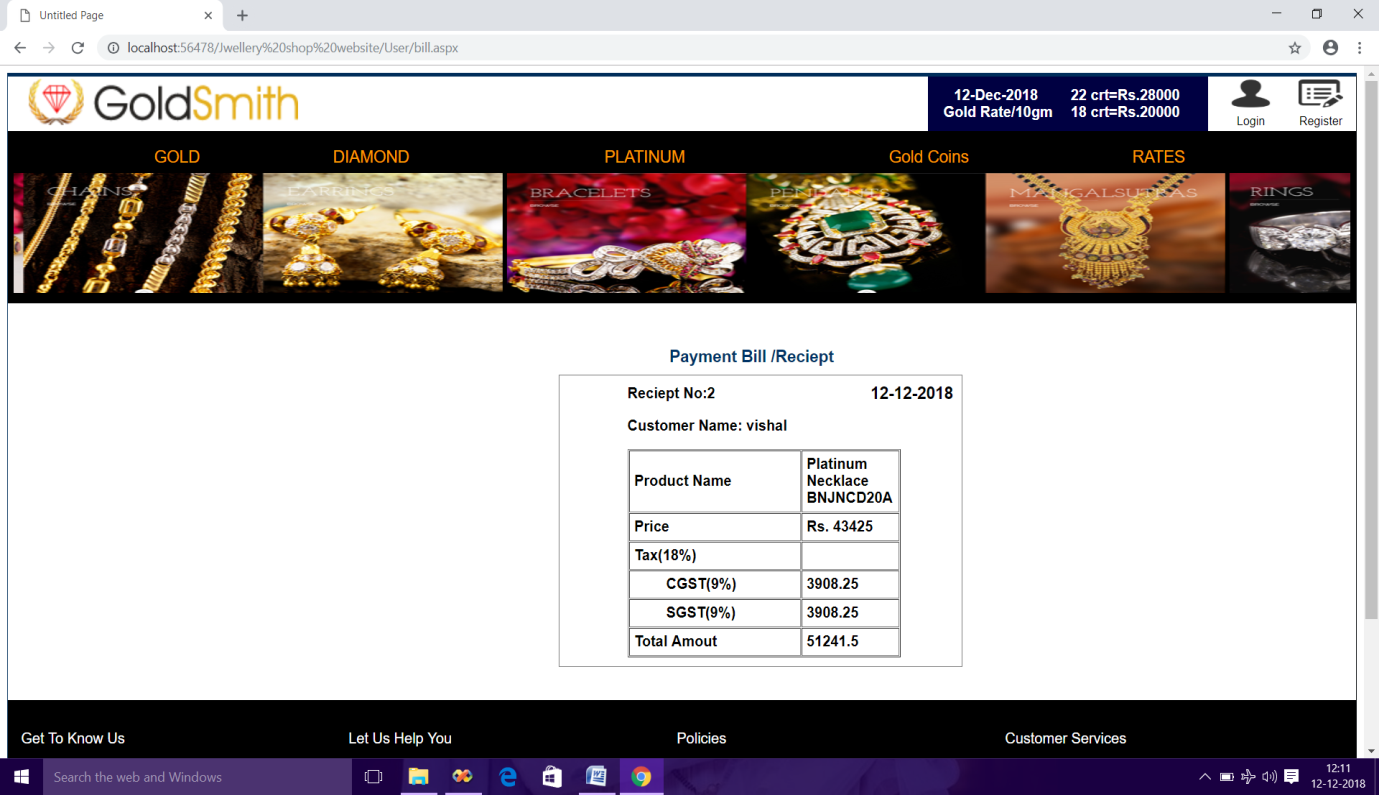 Untitled Page
localhost:56478/Jwellery%20shop%20website/User/bill.aspx
GoldSmith
12-Dec-2018 22 crt=Rs.28000
Gold Rate/10gm 18 crt=Rs.20000
Login Register
GOLD DIAMOND PLATINUM Gold Coins RATES
CHAINS EARRINGS BRACELETS PENDANTS MANGALSUTRAS RINGS
Payment Bill /Reciept
Reciept No:2 12-12-2018
Customer Name: vishal
Product Name Platinum
Necklace
BNJNCD20A
Price Rs. 43425
Tax(18%)
CGST(9%) 3908.25
SGST(9%) 3908.25
Total Amout 51241.5
Get To Know Us Let Us Help You Policies Customer Services
Search the web and Windows
12:11
12-12-2018